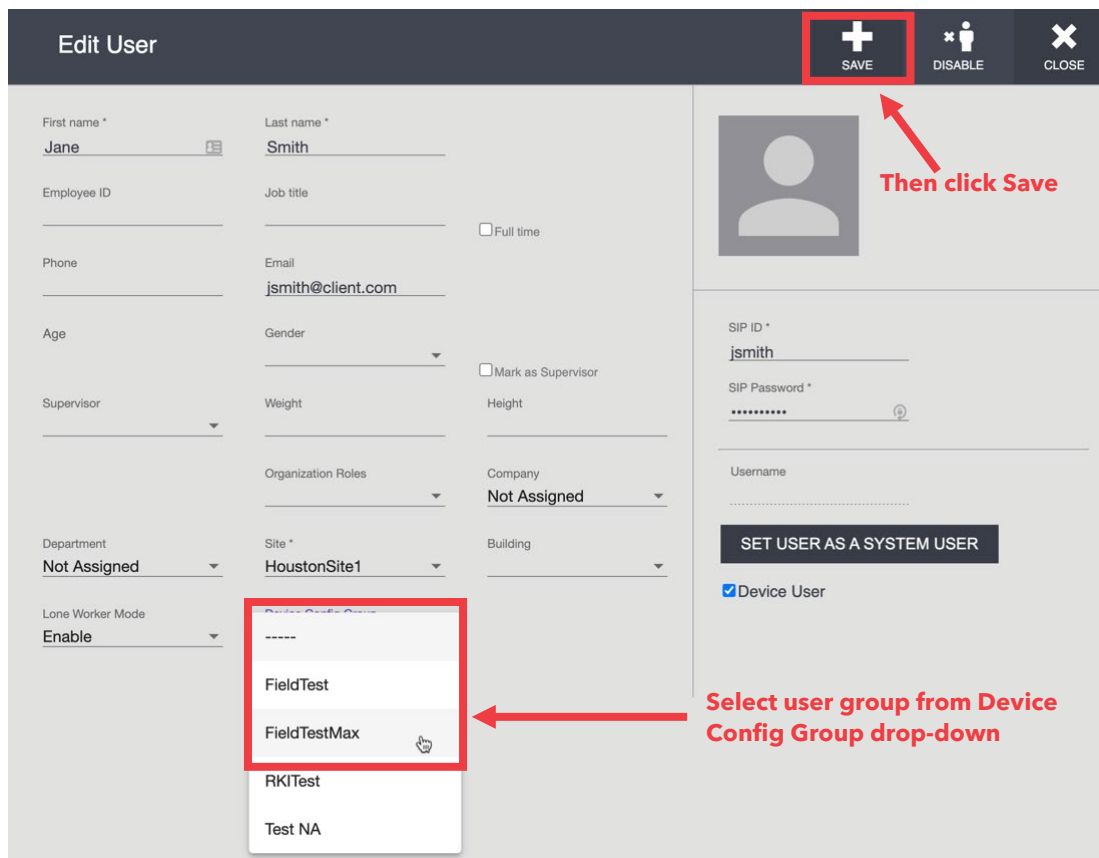 Edit User
SAVE
DISABLE
CLOSE
First name *
Last name *
Jane
Smith
Then click Save
Employee ID
Job title
Full time
Phone
Email
jsmith@client.com
Age
Gender
SIP ID *
jsmith
Mark as Supervisor
SIP Password *
••••••••••
Supervisor
Weight
Height
Organization Roles
Company
Not Assigned
Username
Department
Site *
Building
SET USER AS A SYSTEM USER
Not Assigned
HoustonSite1
Device User
Lone Worker Mode
Device Config Group
Enable
-----
FieldTest
FieldTestMax
Select user group from Device
Config Group drop-down
RKITest
Test NA